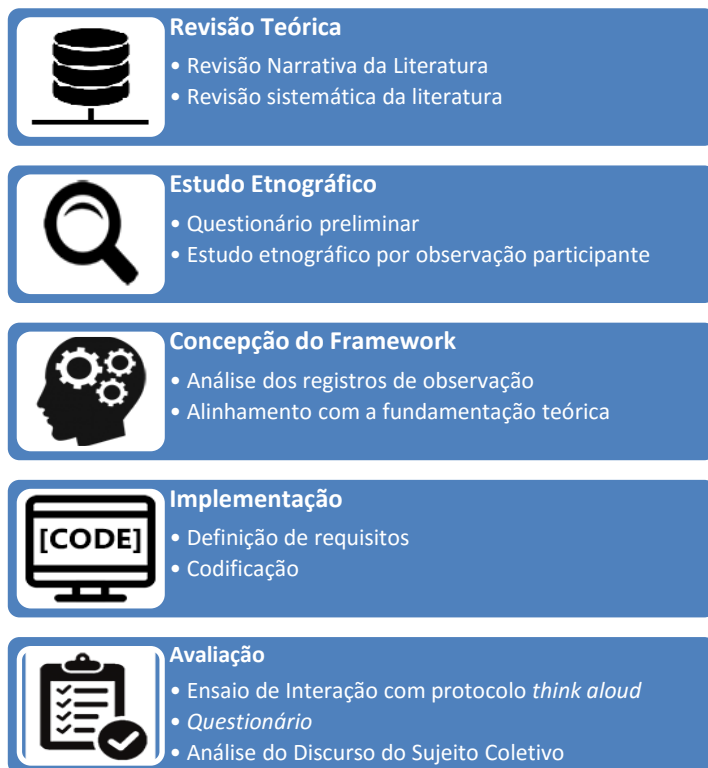 Revisão Teórica
• Revisão Narrativa da Literatura
• Revisão sistemática da literatura
Estudo Etnográfico
• Questionário preliminar
• Estudo etnográfico por observação participante
Concepção do Framework
• Análise dos registros de observação
• Alinhamento com a fundamentação teórica
[CODE]
Implementação
• Definição de requisitos
• Codificação
Avaliação
• Ensaio de Interação com protocolo think aloud
• Questionário
• Análise do Discurso do Sujeito Coletivo